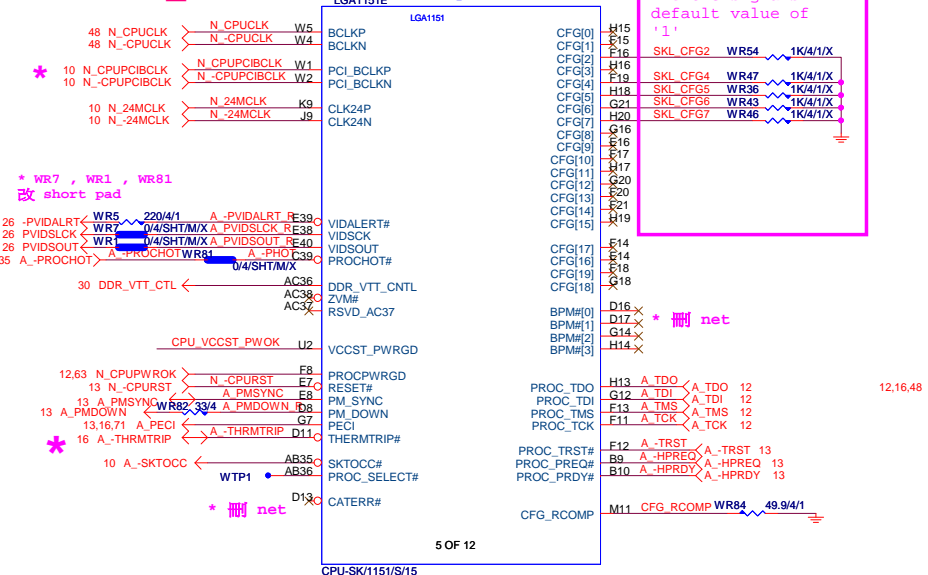 LGA1151E
LGA1151
default value of
'1'
48 N_CPUCLK N_CPUCLK W5 BCLKP CFG[0] H15
48 N_-CPUCLK N_-CPUCLK W4 BCLKN CFG[1] F15
CFG[2] F16 SKL_CFG2 WR54 1K/4/1/X
* 10 N_CPUPCIBCLK N_CPUPCIBCLK W1 PCI_BCLKP CFG[3] H16
10 N_-CPUPCIBCLK N_-CPUPCIBCLK W2 PCI_BCLKN CFG[4] F19 SKL_CFG4 WR47 1K/4/1/X
CFG[5] H18 SKL_CFG5 WR36 1K/4/1/X
10 N_24MCLK N_24MCLK K9 CLK24P CFG[6] G21 SKL_CFG6 WR43 1K/4/1/X
10 N_-24MCLK N_-24MCLK J9 CLK24N CFG[7] H20 SKL_CFG7 WR46 1K/4/1/X
CFG[8] G16
CFG[9] E16
CFG[10] F17
CFG[11] H17
CFG[12] G20
CFG[13] F20
CFG[14] F21
CFG[15] H19
* WR7 , WR1 , WR81
改 short pad
26 -PVIDALRT WR5 220/4/1 A_-PVIDALRT_R E39 VIDALERT#
26 PVIDSLCK WR7 0/4/SHT/M/X A_PVIDSLCK_R E38 VIDSCK
26 PVIDSOUT WR1 0/4/SHT/M/X A_PVIDSOUT_R E40 VIDSOUT CFG[17] E14
35 A_-PROCHOT A_-PROCHOT WR81 0/4/SHT/M/X A_-PHOT C39 PROCHOT# CFG[16] F14
CFG[19] F18
30 DDR_VTT_CTL AC36 DDR_VTT_CNTL CFG[18] G18
AC38 ZVM#
AC37 RSVD_AC37 BPM#[0] D16
BPM#[1] D17 * 刪 net
BPM#[2] G14
CPU_VCCST_PWOK U2 VCCST_PWRGD BPM#[3] H14
12,63 N_CPUPWROK F8 PROCPWRGD
13 N_-CPURST N_-CPURST E7 RESET# PROC_TDO H13 A_TDO A_TDO 12 12,16,48
13 A_PMSYNC A_PMSYNC E8 PM_SYNC PROC_TDI G12 A_TDI A_TDI 12
13 A_PMDOWN WR82 33/4 A_PMDOWN_R D8 PM_DOWN PROC_TMS F13 A_TMS A_TMS 12
13,16,71 A_PECI G7 PECI PROC_TCK F11 A_TCK A_TCK 12
* 16 A_-THRMTRIP A_-THRMTRIP D11 THERMTRIP#
PROC_TRST# F12 A_-TRST A_-TRST 13
10 A_-SKTOCC AB35 SKTOCC# PROC_PREQ# B9 A_-HPREQ A_-HPREQ 13
WTP1 AB36 PROC_SELECT# PROC_PRDY# B10 A_-HPRDY A_-HPRDY 13
D13 CATERR#
* 刪 net
CFG_RCOMP M11 CFG_RCOMP WR84 49.9/4/1
5 OF 12
CPU-SK/1151/S/15